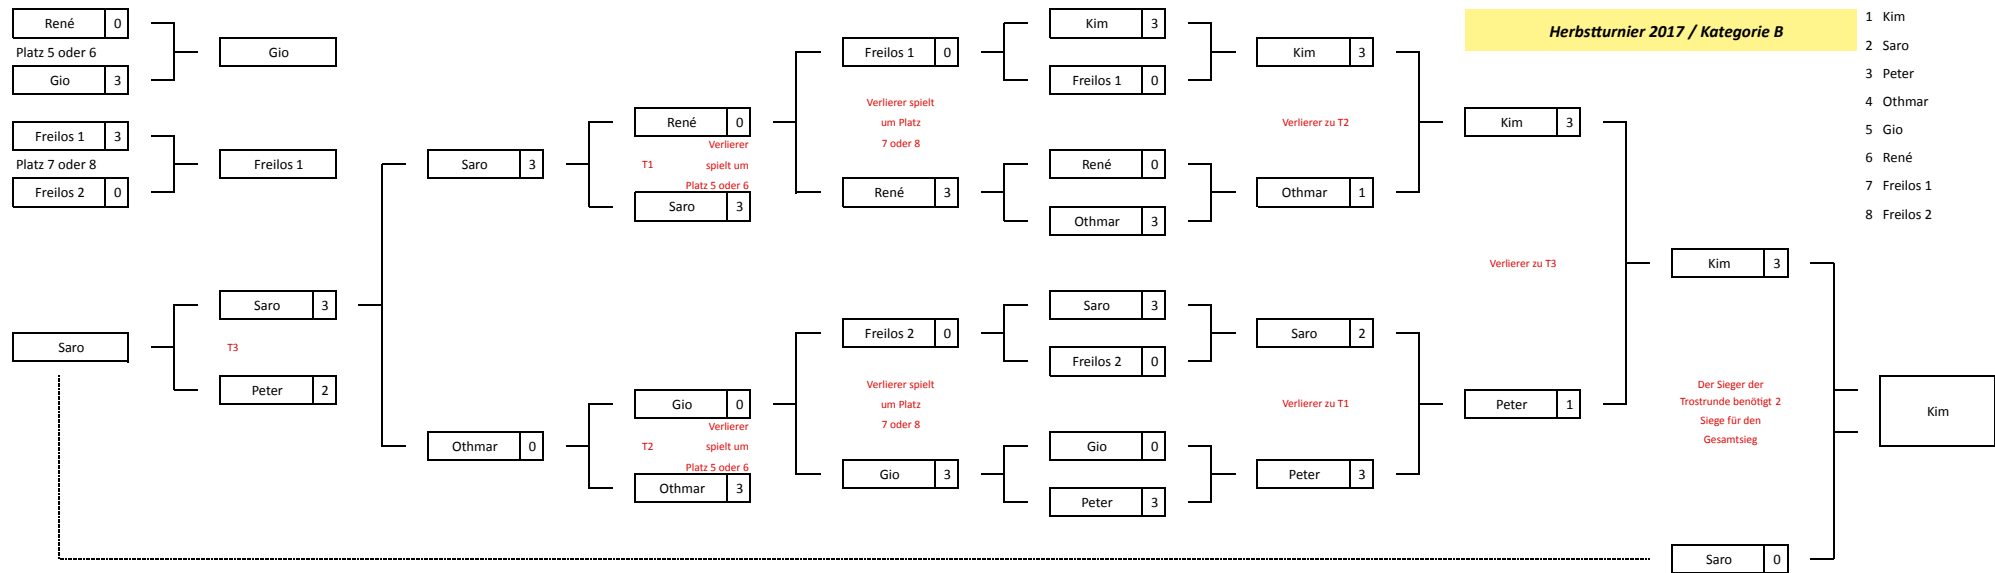 René 0
Platz 5 oder 6
Gio 3
Gio
Freilos 1 3
Platz 7 oder 8
Freilos 2 0
Freilos 1
Saro
Saro 3
T3
Peter 2
Saro 3
Othmar 0
René 0
Verlierer
T1 spielt um
Platz 5 oder 6
Saro 3
Gio 0
Verlierer
T2 spielt um
Platz 5 oder 6
Othmar 3
Freilos 1 0
Verlierer spielt
um Platz
7 oder 8
René 3
Freilos 2 0
Verlierer spielt
um Platz
7 oder 8
Gio 3
Kim 3
Freilos 1 0
René 0
Othmar 3
Saro 3
Freilos 2 0
Gio 0
Peter 3
Kim 3
Verlierer zu T2
Othmar 1
Saro 2
Verlierer zu T1
Peter 3
Herbstturnier 2017 / Kategorie B
Kim 3
Verlierer zu T3
Peter 1
Kim 3
Der Sieger der
Trostrunde benötigt 2
Siege für den
Gesamtsieg
Saro 0
Kim
1 Kim
2 Saro
3 Peter
4 Othmar
5 Gio
6 René
7 Freilos 1
8 Freilos 2